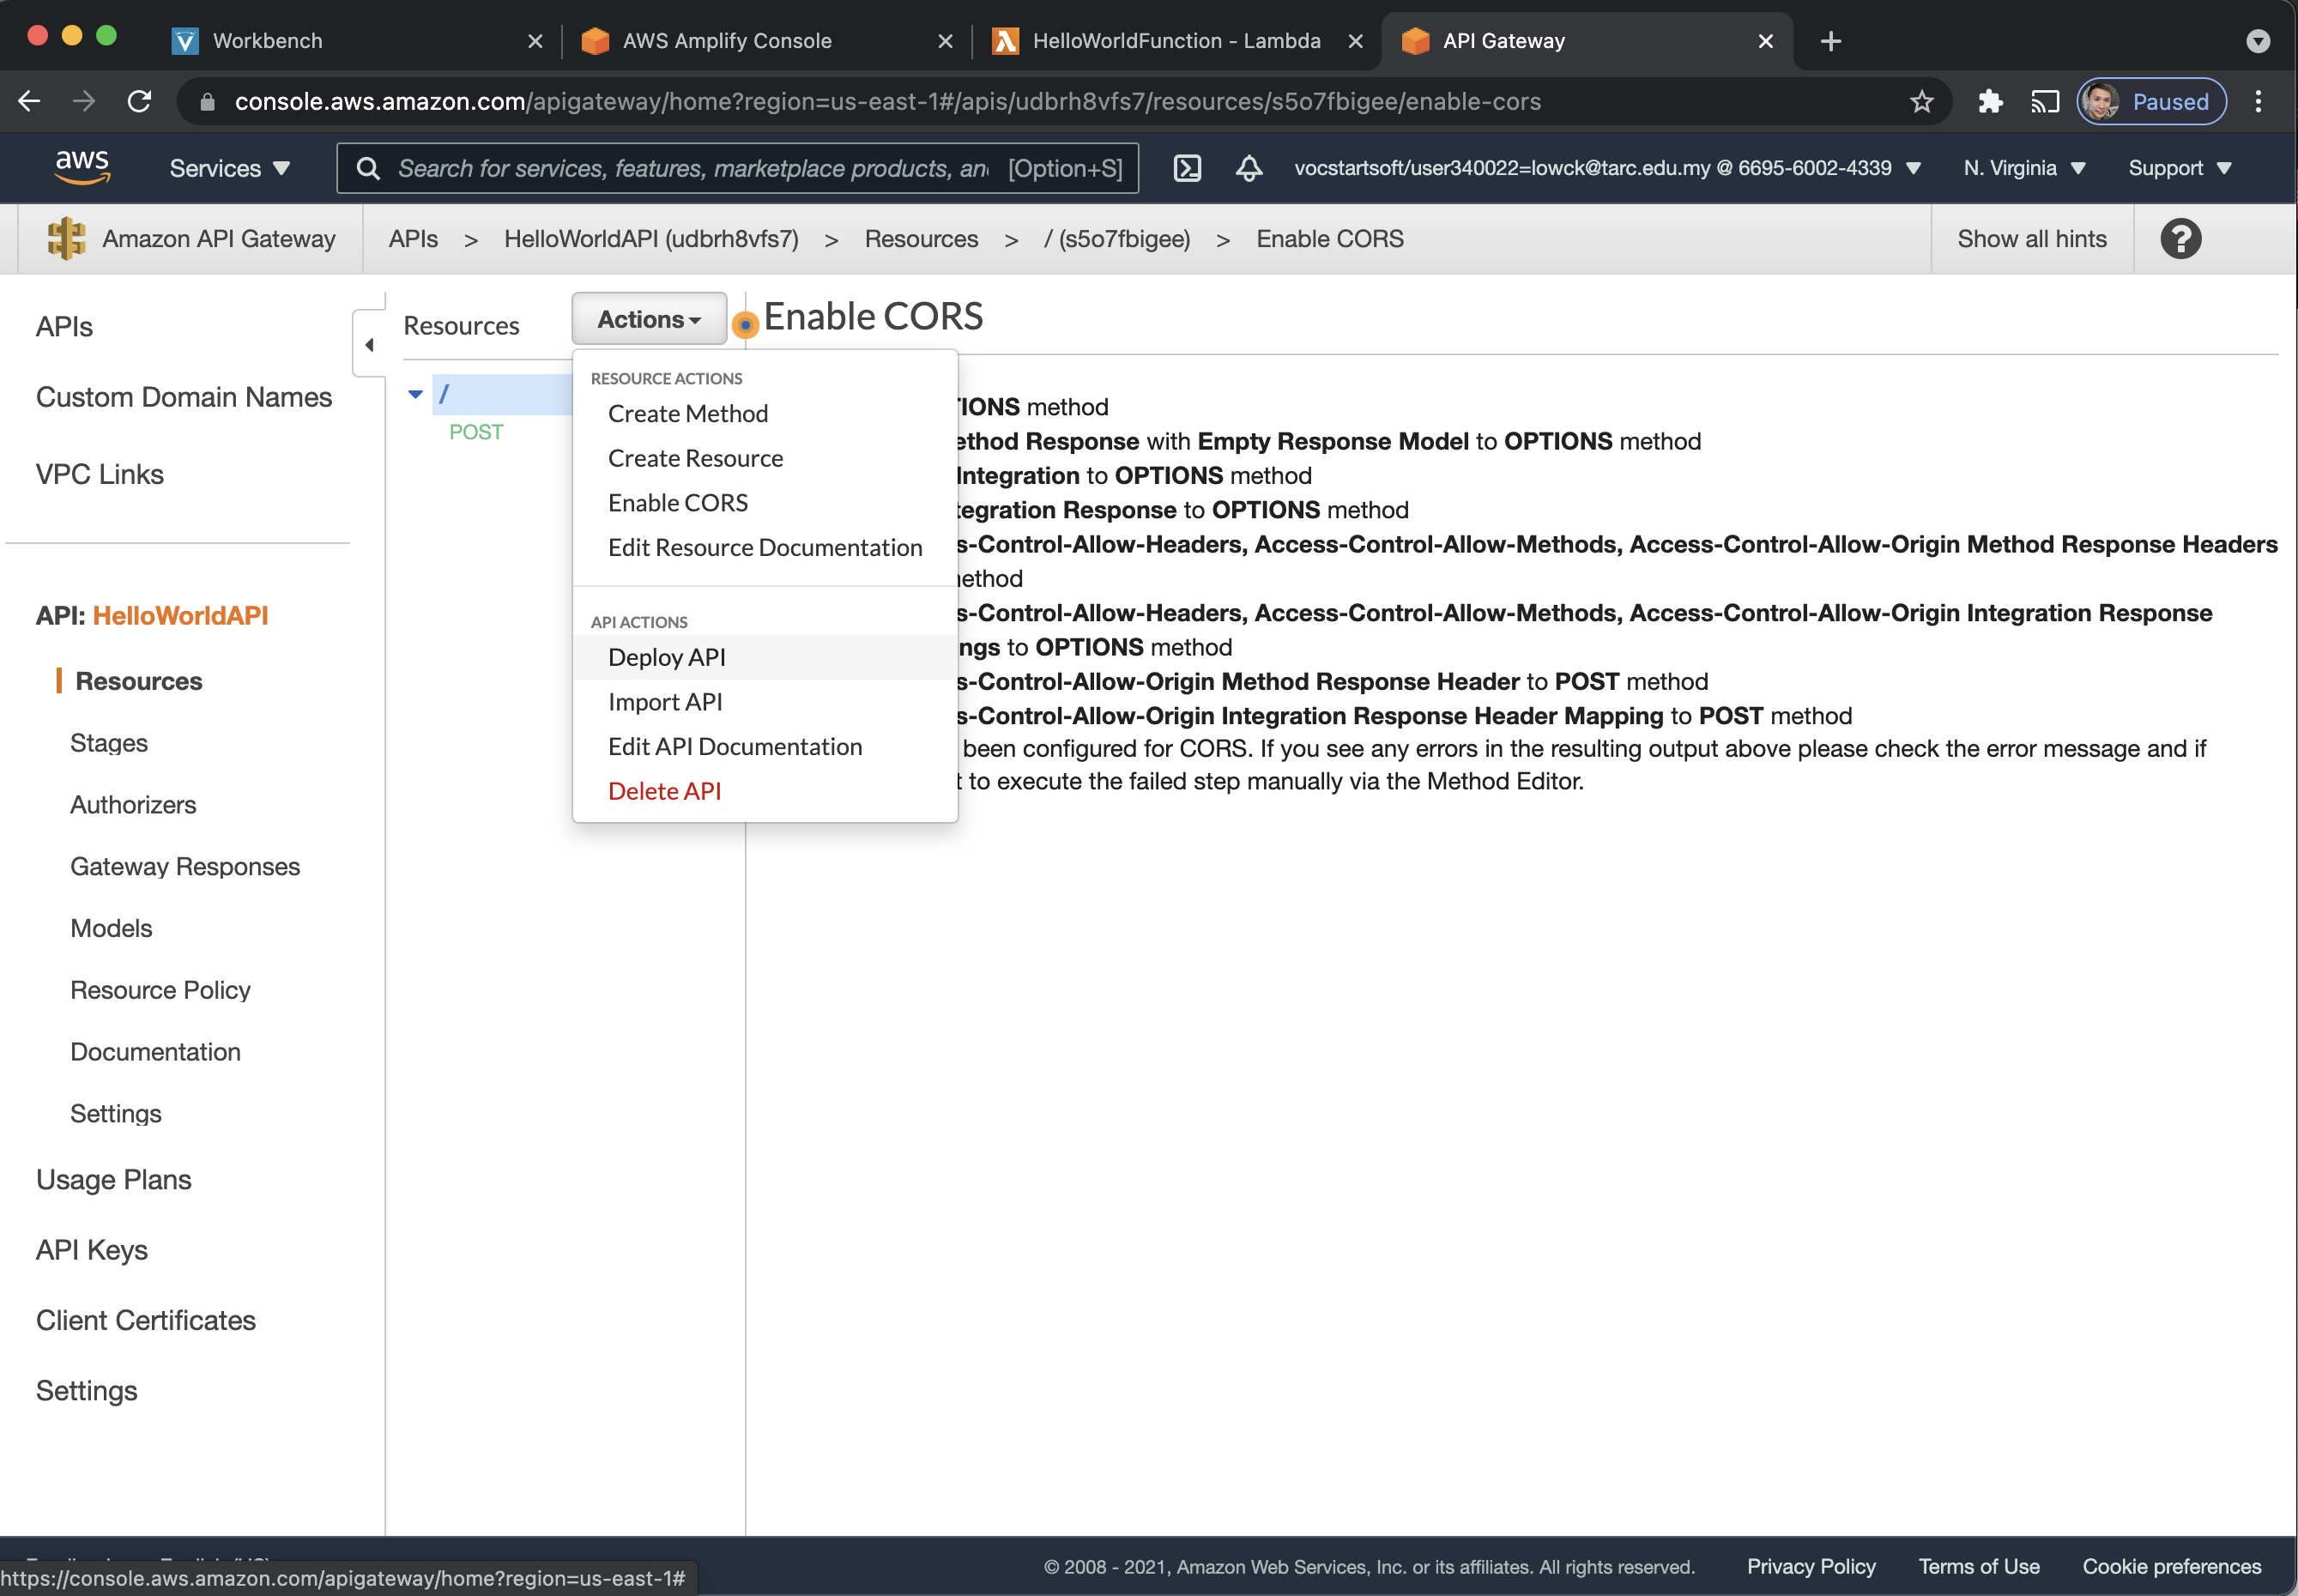 Workbench
AWS Amplify Console
HelloWorldFunction - Lambda
API Gateway
console.aws.amazon.com/apigateway/home?region=us-east-1#/apis/udbrh8vfs7/resources/s5o7fbigee/enable-cors
Paused
aws
Services
Search for services, features, marketplace products, an
[Option+S]
vocstartsoft/user340022=lowck@tarc.edu.my @ 6695-6002-4339
N. Virginia
Support
Amazon API Gateway
APIs > HelloWorldAPI (udbrh8vfs7) > Resources > / (s5o7fbigee) > Enable CORS
Show all hints
?
APIs
Custom Domain Names
VPC Links
API: HelloWorldAPI
Resources
Stages
Authorizers
Gateway Responses
Models
Resource Policy
Documentation
Settings
Usage Plans
API Keys
Client Certificates
Settings
Resources
Actions
/
POST
RESOURCE ACTIONS
Create Method
Create Resource
Enable CORS
Edit Resource Documentation
API ACTIONS
Deploy API
Import API
Edit API Documentation
Delete API
Enable CORS
TIONS method
ethod Response with Empty Response Model to OPTIONS method
Integration to OPTIONS method
tegration Response to OPTIONS method
s-Control-Allow-Headers, Access-Control-Allow-Methods, Access-Control-Allow-Origin Method Response Headers
ethod
s-Control-Allow-Headers, Access-Control-Allow-Methods, Access-Control-Allow-Origin Integration Response
ngs to OPTIONS method
s-Control-Allow-Origin Method Response Header to POST method
s-Control-Allow-Origin Integration Response Header Mapping to POST method
been configured for CORS. If you see any errors in the resulting output above please check the error message and if
t to execute the failed step manually via the Method Editor.
https://console.aws.amazon.com/apigateway/home?region=us-east-1#
© 2008 - 2021, Amazon Web Services, Inc. or its affiliates. All rights reserved.
Privacy Policy
Terms of Use
Cookie preferences